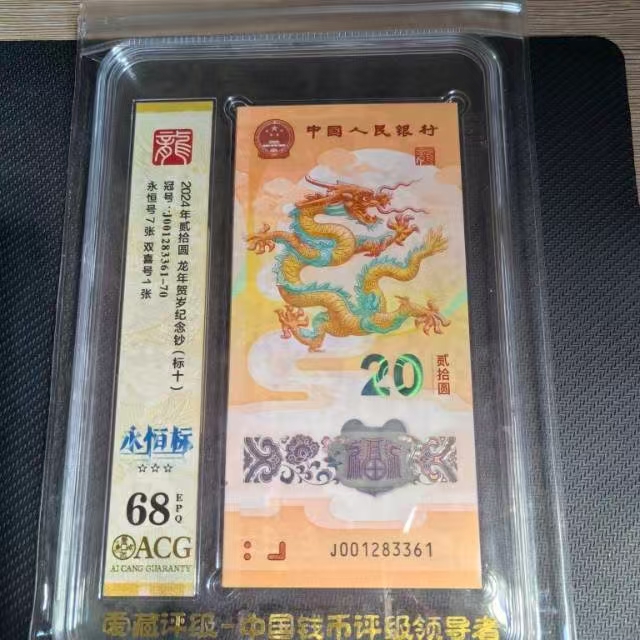 龍
2024年贰拾圆 龙年贺岁纪念钞（标十）
冠号:J001283361-70
永恒号7张 双喜号1张
永恒标
☆☆☆
68 EPQ
ACG
AI CANG GUARANTY
中国人民银行
龍
20
贰拾圆
J001283361
爱藏评级-中国钱币评级领导者